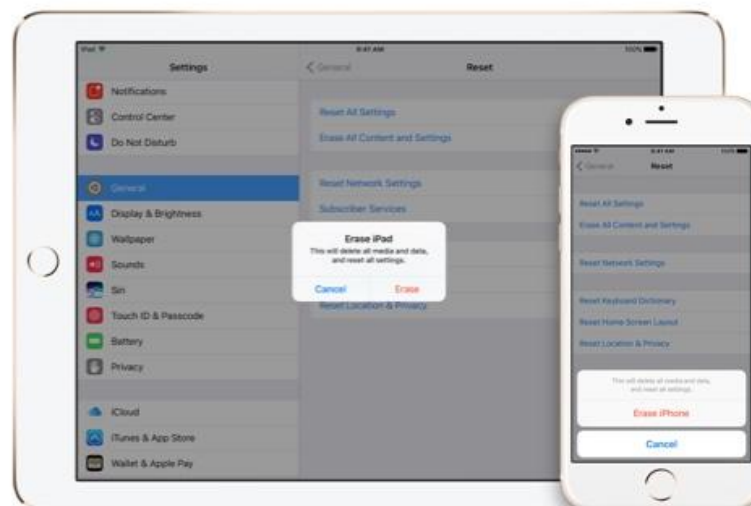 iPad
9:41 AM
100%
Settings
General
Reset
Notifications
Control Center
Do Not Disturb
General
Display & Brightness
Wallpaper
Sounds
Siri
Touch ID & Passcode
Battery
Privacy
iCloud
iTunes & App Store
Wallet & Apple Pay
Reset All Settings
Erase All Content and Settings
Reset Network Settings
Subscriber Services
Reset Location & Privacy
Erase iPad
This will delete all media and data,
and reset all settings.
Cancel
Erase
9:41 AM
100%
General
Reset
Reset All Settings
Erase All Content and Settings
Reset Network Settings
Reset Keyboard Dictionary
Reset Home Screen Layout
Reset Location & Privacy
This will delete all media and data,
and reset all settings.
Erase iPhone
Cancel